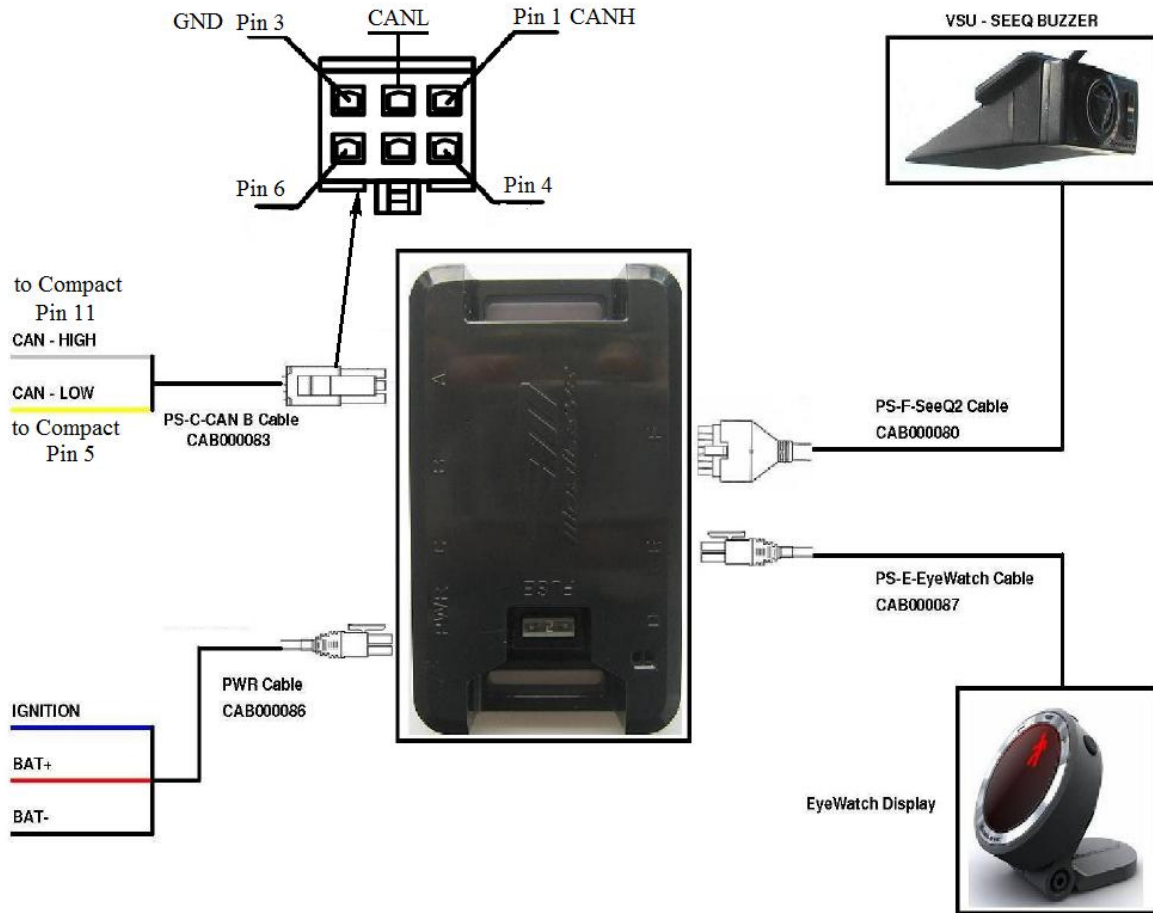 GND Pin 3
CANL
Pin 1 CANH
VSU - SEEQ BUZZER
Pin 6
Pin 4
to Compact
Pin 11
CAN - HIGH
CAN - LOW
to Compact
Pin 5
PS-C-CAN B Cable
CAB000083
A
B
C
PWR
FUSE
F
D
PS-F-SeeQ2 Cable
CAB000080
PS-E-EyeWatch Cable
CAB000087
PWR Cable
CAB000086
IGNITION
BAT+
BAT-
EyeWatch Display